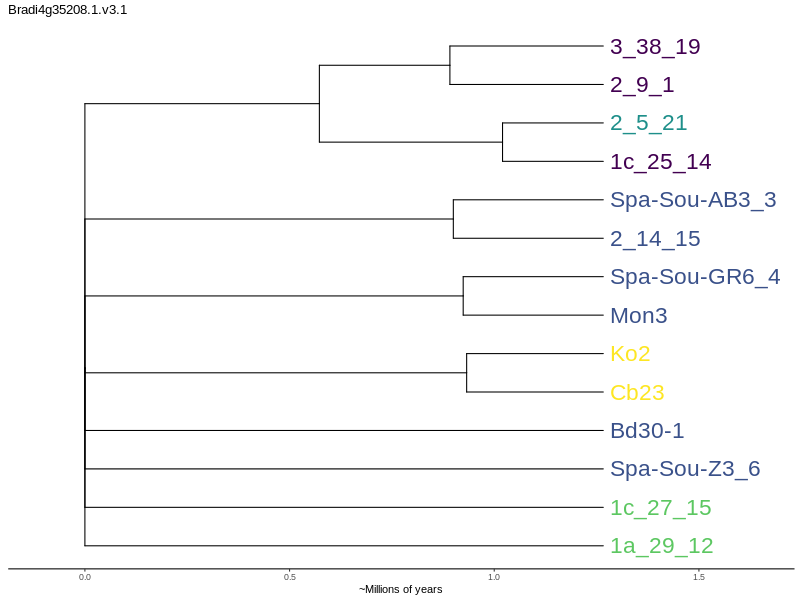 Bradi4g35208.1.v3.1
3_38_19
2_9_1
2_5_21
1c_25_14
Spa-Sou-AB3_3
2_14_15
Spa-Sou-GR6_4
Mon3
Ko2
Cb23
Bd30-1
Spa-Sou-Z3_6
1c_27_15
1a_29_12
0.0 0.5 1.0 1.5
~Millions of years